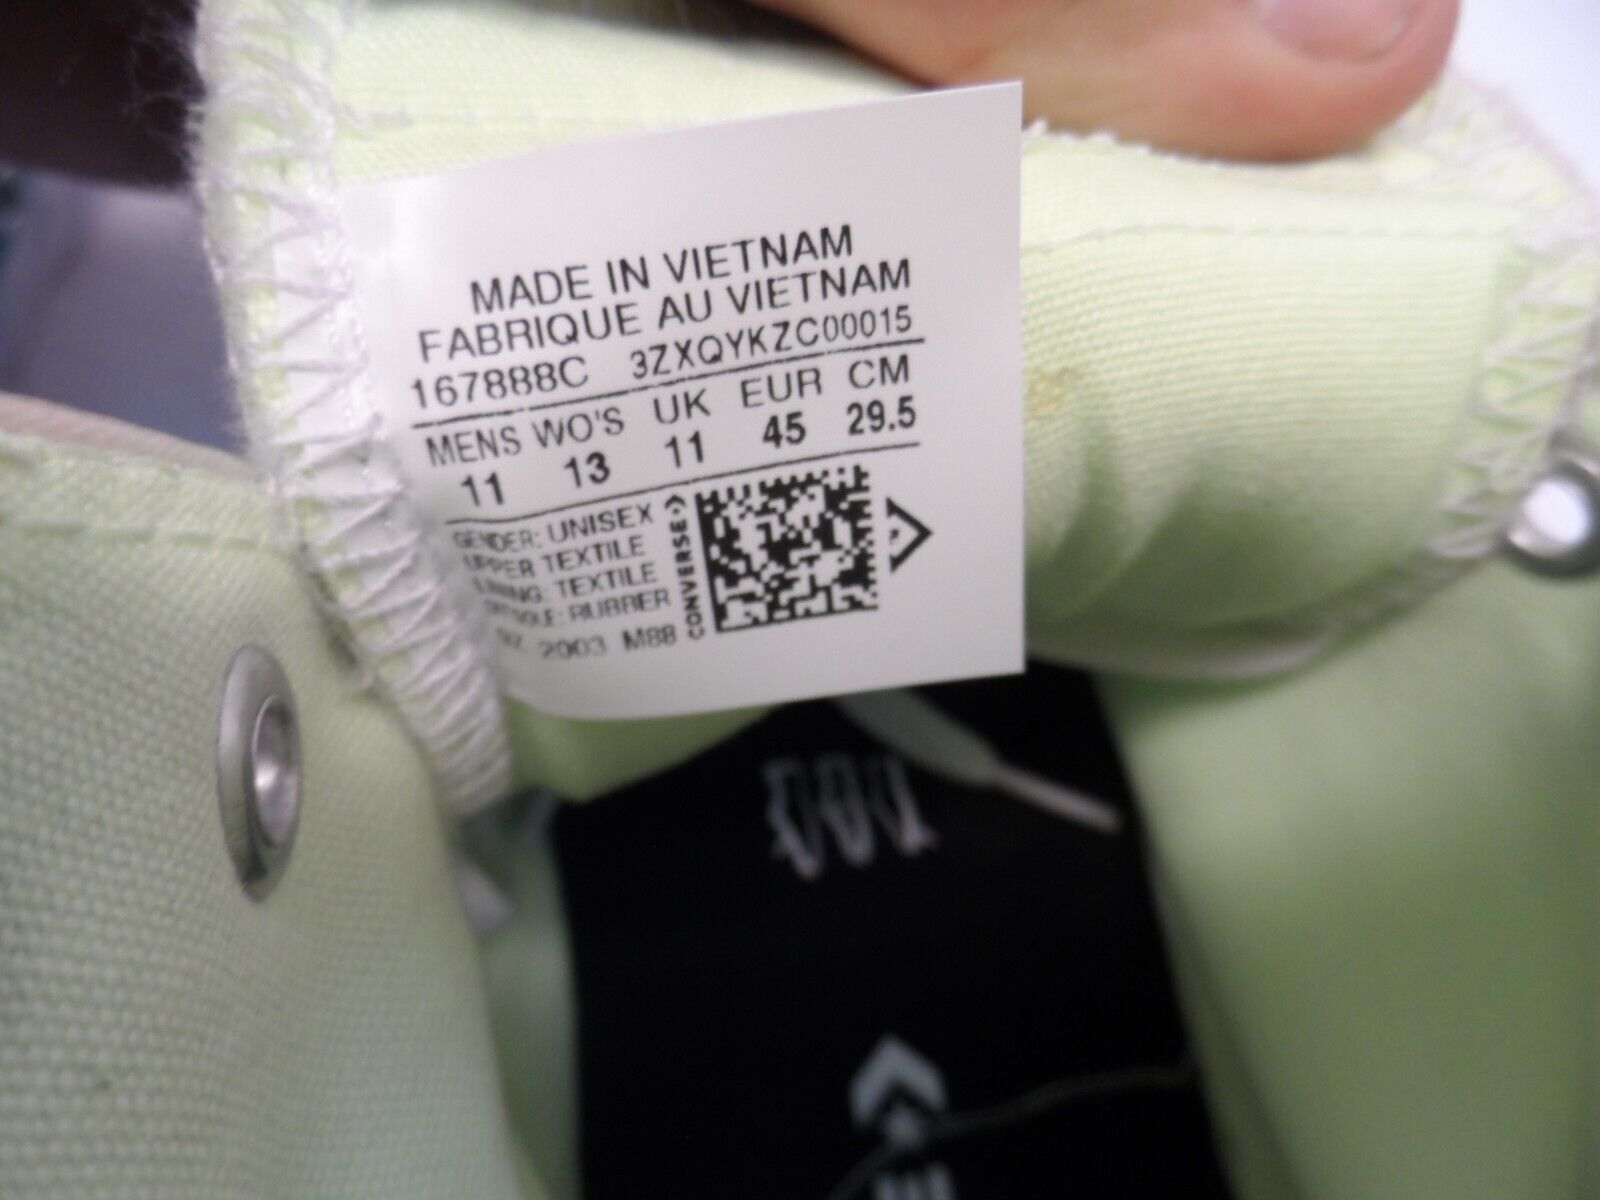 MADE IN VIETNAM
FABRIQUE AU VIETNAM
167888C 3ZXQYKZC00015
MENS WO'S UK EUR CM
11 13 11 45 29.5
GENDER: UNISEX
UPPER TEXTILE
LINING: TEXTILE
OUTSOLE: RUBBER
2003 M88
CONVERSE